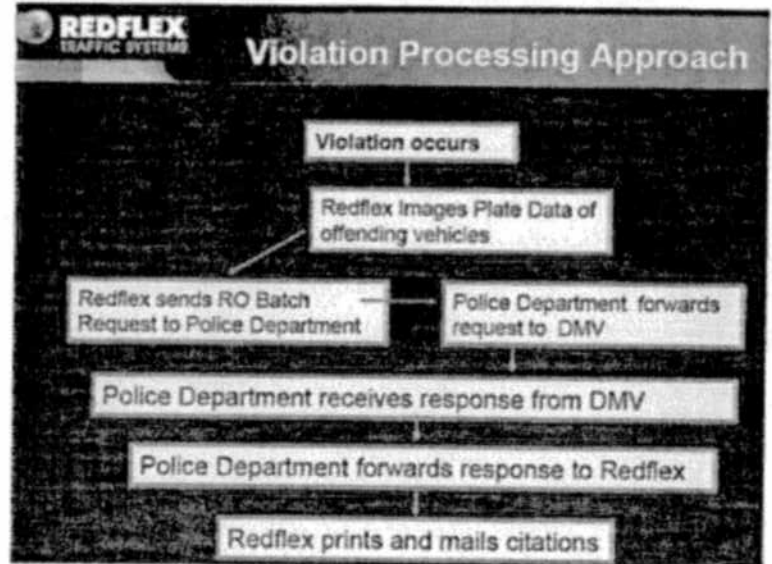 REDFLEX
TRAFFIC SYSTEMS
Violation Processing Approach
Violation occurs
Redflex Images Plate Data of
offending vehicles
Redflex sends RO Batch
Request to Police Department
Police Department forwards
request to DMV
Police Department receives response from DMV
Police Department forwards response to Redflex
Redflex prints and mails citations